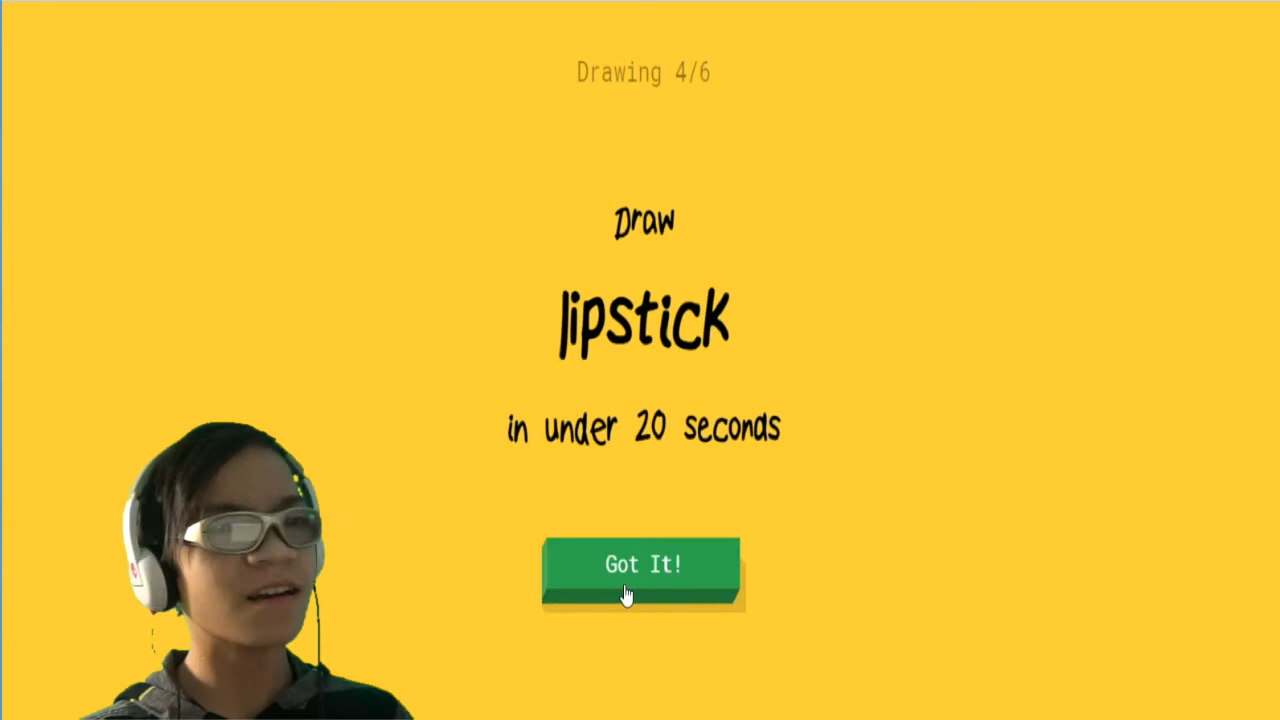 Drawing 4/6
Draw
lipstick
in under 20 seconds
Got It!